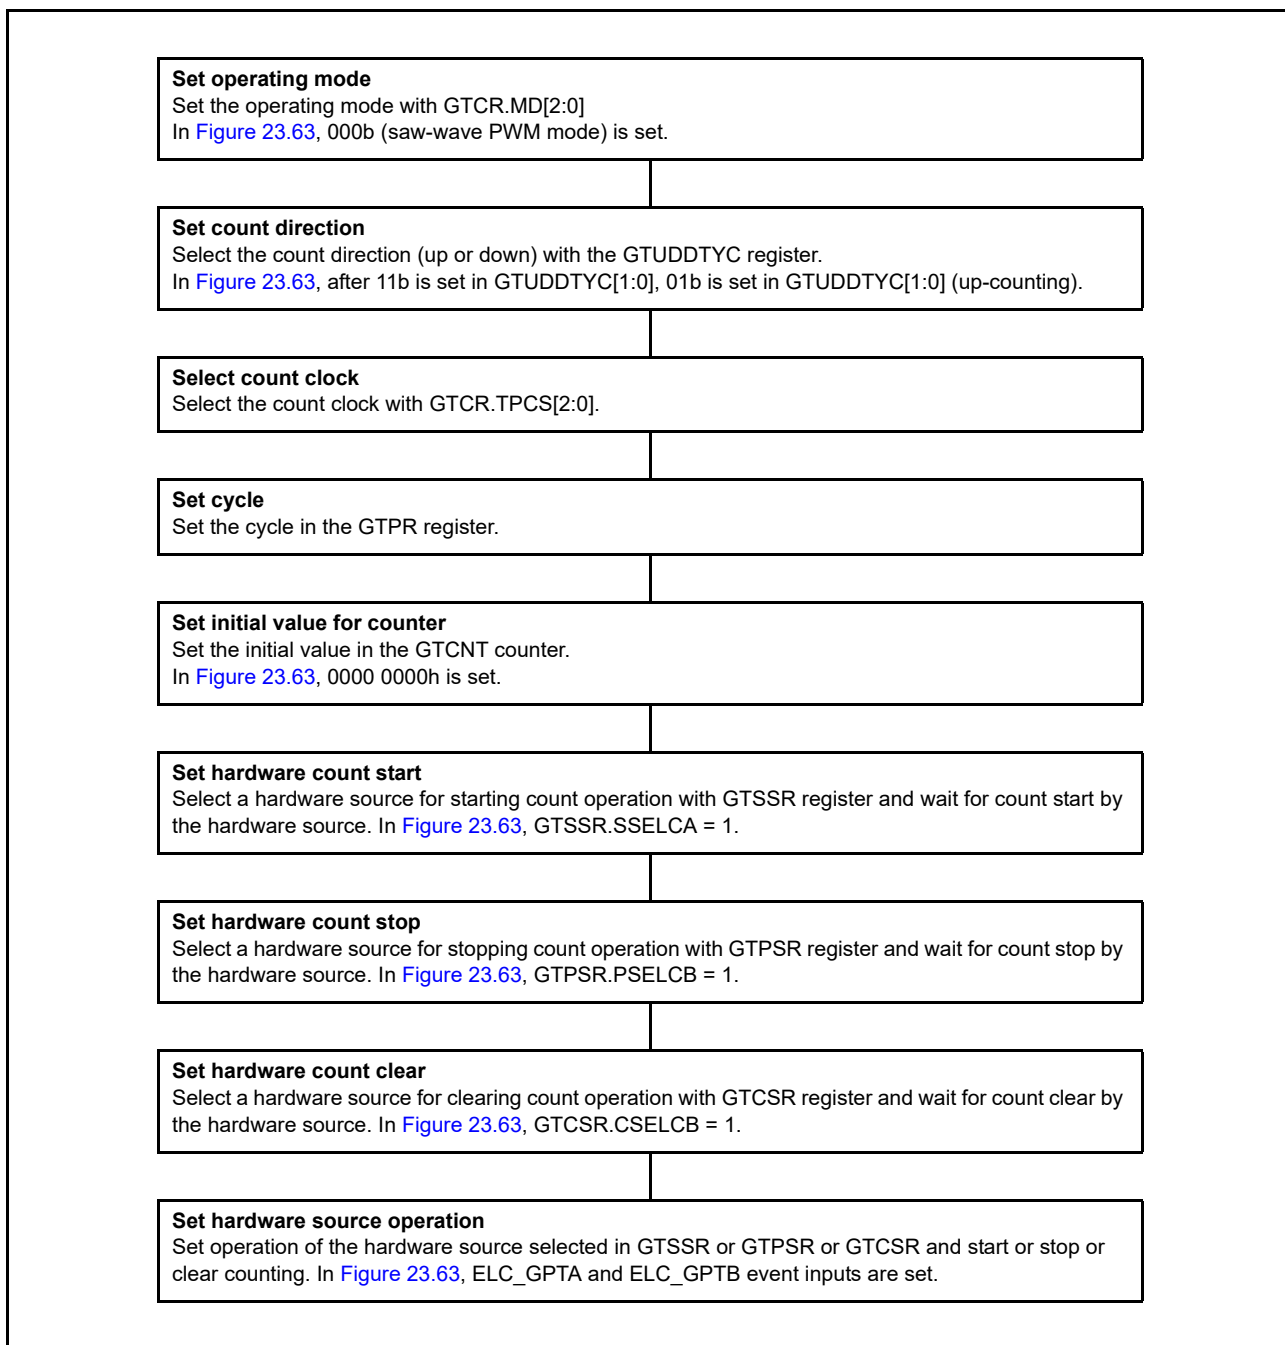 Set operating mode
Set the operating mode with GTCR.MD[2:0]
In Figure 23.63, 000b (saw-wave PWM mode) is set.
Set count direction
Select the count direction (up or down) with the GTUDDTYC register.
In Figure 23.63, after 11b is set in GTUDDTYC[1:0], 01b is set in GTUDDTYC[1:0] (up-counting).
Select count clock
Select the count clock with GTCR.TPCS[2:0].
Set cycle
Set the cycle in the GTPR register.
Set initial value for counter
Set the initial value in the GTCNT counter.
In Figure 23.63, 0000 0000h is set.
Set hardware count start
Select a hardware source for starting count operation with GTSSR register and wait for count start by
the hardware source. In Figure 23.63, GTSSR.SSELCA = 1.
Set hardware count stop
Select a hardware source for stopping count operation with GTPSR register and wait for count stop by
the hardware source. In Figure 23.63, GTPSR.PSELCB = 1.
Set hardware count clear
Select a hardware source for clearing count operation with GTCSR register and wait for count clear by
the hardware source. In Figure 23.63, GTCSR.CSELCB = 1.
Set hardware source operation
Set operation of the hardware source selected in GTSSR or GTPSR or GTCSR and start or stop or
clear counting. In Figure 23.63, ELC_GPTA and ELC_GPTB event inputs are set.